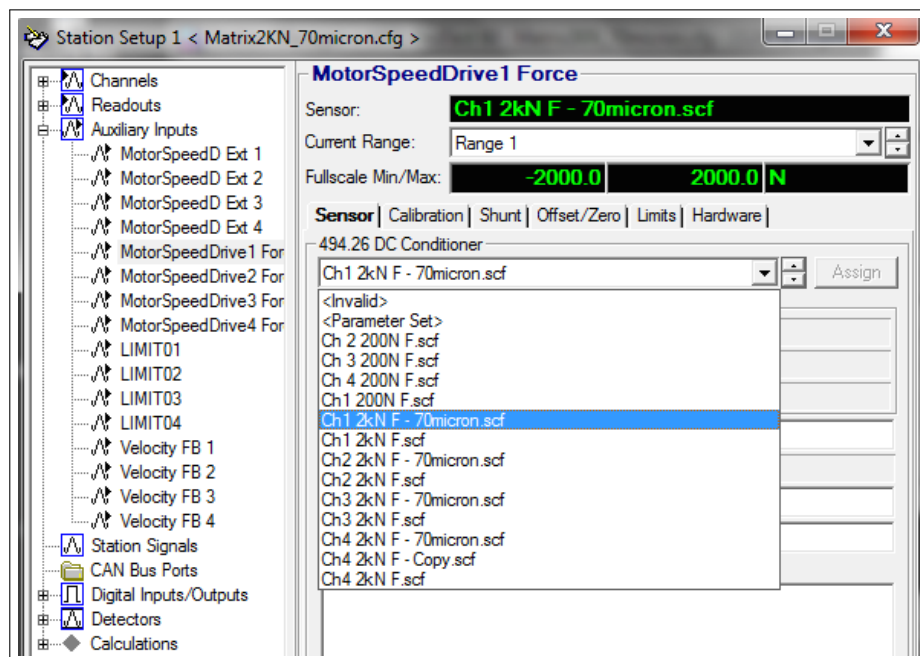 Station Setup 1 < Matrix2KN_70micron.cfg >
Channels
Readouts
Auxiliary Inputs
MotorSpeedD Ext 1
MotorSpeedD Ext 2
MotorSpeedD Ext 3
MotorSpeedD Ext 4
MotorSpeedDrive1 For
MotorSpeedDrive2 For
MotorSpeedDrive3 For
MotorSpeedDrive4 For
LIMIT01
LIMIT02
LIMIT03
LIMIT04
Velocity FB 1
Velocity FB 2
Velocity FB 3
Velocity FB 4
Station Signals
CAN Bus Ports
Digital Inputs/Outputs
Detectors
Calculations
MotorSpeedDrive1 Force
Sensor: Ch1 2kN F - 70micron.scf
Current Range: Range 1
Fullscale Min/Max: -2000.0 2000.0 N
Sensor Calibration Shunt Offset/Zero Limits Hardware
494.26 DC Conditioner
Ch1 2kN F - 70micron.scf Assign
<Invalid>
<Parameter Set>
Ch 2 200N F.scf
Ch 3 200N F.scf
Ch 4 200N F.scf
Ch1 200N F.scf
Ch1 2kN F - 70micron.scf
Ch1 2kN F.scf
Ch2 2kN F - 70micron.scf
Ch2 2kN F.scf
Ch3 2kN F - 70micron.scf
Ch3 2kN F.scf
Ch4 2kN F - 70micron.scf
Ch4 2kN F - Copy.scf
Ch4 2kN F.scf